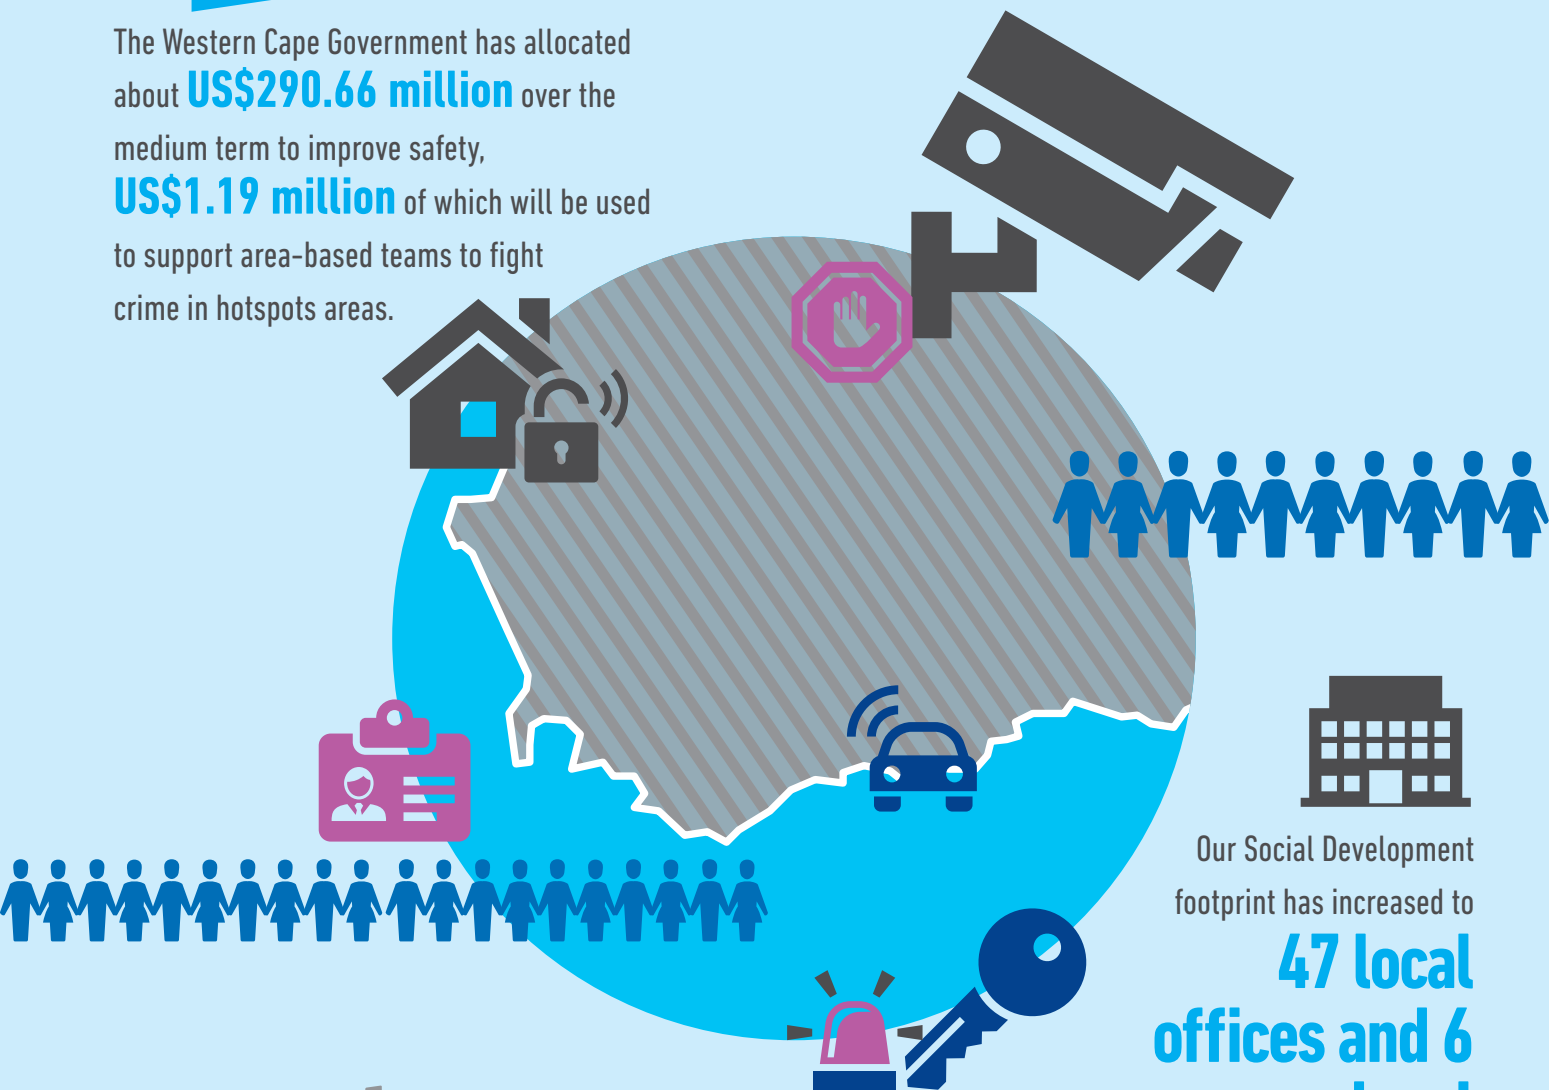 The Western Cape Government has allocated
about US$290.66 million over the
medium term to improve safety,
US$1.19 million of which will be used
to support area-based teams to fight
crime in hotspots areas.
Our Social Development
footprint has increased to
47 local
offices and 6